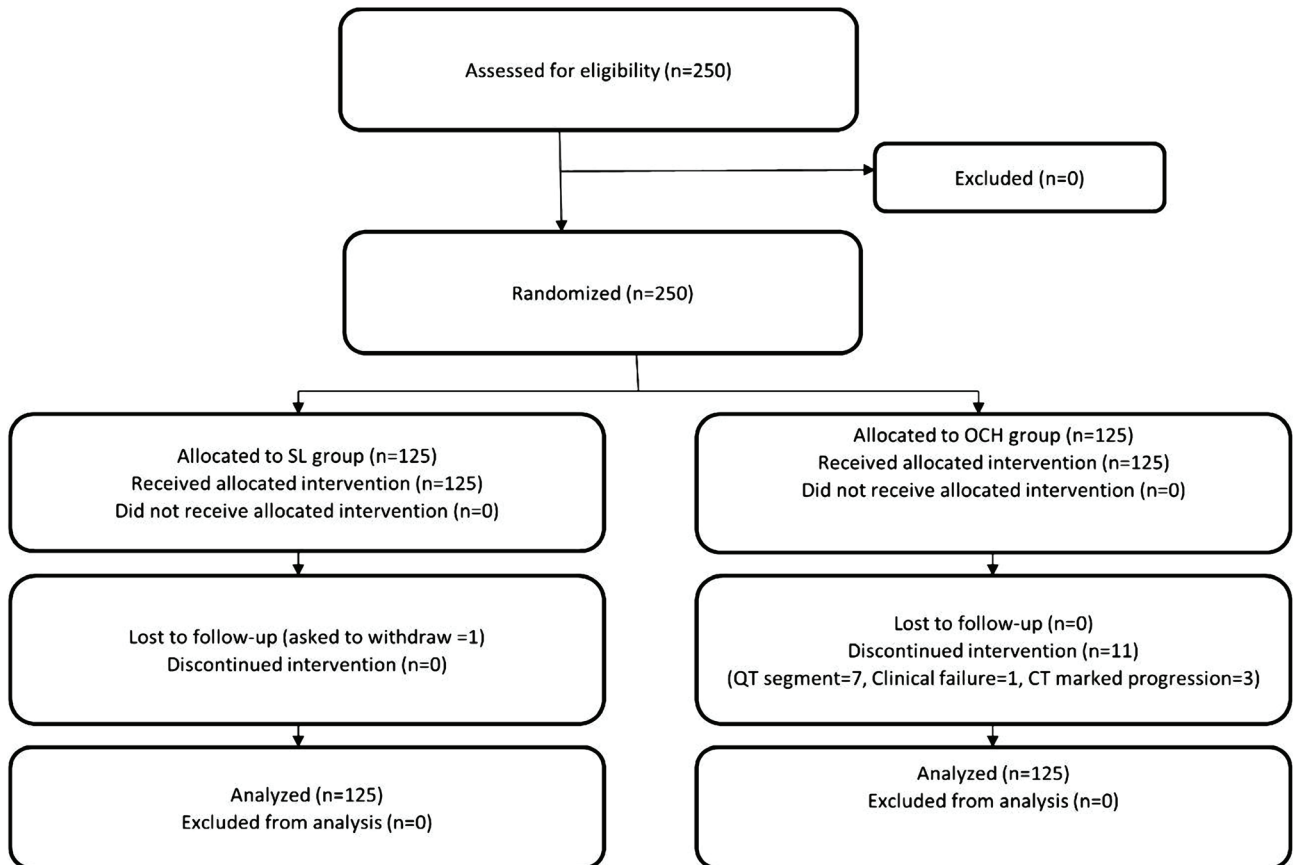 Assessed for eligibility (n=250)
Excluded (n=0)
Randomized (n=250)
Allocated to SL group (n=125)
Received allocated intervention (n=125)
Did not receive allocated intervention (n=0)
Allocated to OCH group (n=125)
Received allocated intervention (n=125)
Did not receive allocated intervention (n=0)
Lost to follow-up (asked to withdraw =1)
Discontinued intervention (n=0)
Lost to follow-up (n=0)
Discontinued intervention (n=11)
(QT segment=7, Clinical failure=1, CT marked progression=3)
Analyzed (n=125)
Excluded from analysis (n=0)
Analyzed (n=125)
Excluded from analysis (n=0)